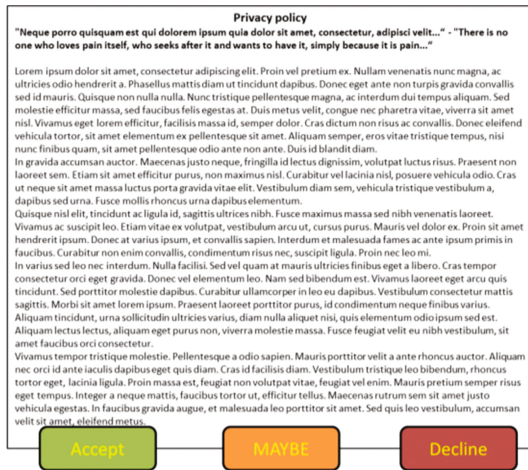 Privacy policy
"Neque porro quisquam est qui dolorem ipsum quia dolor sit amet, consectetur, adipisci velit..." - "There is no
one who loves pain itself, who seeks after it and wants to have it, simply because it is pain..."
Lorem ipsum dolor sit amet, consectetur adipiscing elit. Proin vel pretium ex. Nullam venenatis nunc magna, ac
ultricies odio hendrerit a. Phasellus mattis diam ut tincidunt dapibus. Donec eget ante non turpis gravida convallis
sed id mauris. Quisque non nulla nulla. Nunc tristique pellentesque magna, ac interdum dui tempus aliquam. Sed
molestie efficitur massa, sed faucibus felis egestas at. Duis metus velit, congue nec pharetra vitae, viverra sit amet
nisl. Vivamus eget lorem efficitur, facilisis massa id, semper dolor. Cras dictum non risus ac convallis. Donec eleifend
vehicula tortor, sit amet elementum ex pellentesque sit amet. Aliquam semper, eros vitae tristique tempus, nisi
nunc finibus quam, sit amet pellentesque odio ante non ante. Duis id blandit diam.
In gravida accumsan auctor. Maecenas justo neque, fringilla id lectus dignissim, volutpat luctus risus. Praesent non
laoreet sem. Etiam sit amet efficitur purus, non maximus nisl. Curabitur vel lacinia nisl, posuere vehicula odio. Cras
ut neque sit amet massa luctus porta gravida vitae elit. Vestibulum diam sem, vehicula tristique vestibulum a,
dapibus sed urna. Fusce mollis rhoncus urna dapibus elementum.
Quisque nisl elit, tincidunt ac ligula id, sagittis ultrices nibh. Fusce maximus massa sed nibh venenatis laoreet.
Vivamus ac suscipit leo. Etiam vitae ex volutpat, vestibulum arcu ut, cursus purus. Mauris vel dolor ex. Proin sit amet
hendrerit ipsum. Donec at varius ipsum, et convallis sapien. Interdum et malesuada fames ac ante ipsum primis in
faucibus. Curabitur non enim convallis, condimentum risus nec, suscipit ligula. Proin nec leo mi.
In varius sed leo nec interdum. Nulla facilisi. Sed vel quam at mauris ultricies finibus eget a libero. Cras tempor
consectetur orci eget gravida. Donec vel elementum leo. Nam sed bibendum est. Vivamus laoreet eget arcu quis
tincidunt. Sed porttitor molestie dapibus. Curabitur ullamcorper in leo eu dapibus. Vestibulum consectetur mattis
sagittis. Morbi sit amet lorem ipsum. Praesent laoreet porttitor purus, id condimentum neque finibus varius.
Aliquam tincidunt, urna sollicitudin ultricies varius, diam nulla aliquet nisi, quis elementum odio ipsum sed est.
Aliquam lectus lectus, aliquam eget purus non, viverra molestie massa. Fusce feugiat velit eu nibh vestibulum, sit
amet faucibus orci consectetur.
Vivamus tempor tristique molestie. Pellentesque a odio sapien. Mauris porttitor velit a ante rhoncus auctor. Aliquam
nec orci id ante iaculis dapibus eget quis diam. Cras id facilisis diam. Vestibulum tristique leo bibendum, rhoncus
tortor eget, lacinia ligula. Proin massa est, feugiat non volutpat vitae, feugiat vel enim. Mauris pretium semper risus
eget tempus. Integer a neque mattis, faucibus tortor ut, efficitur tellus. Maecenas rutrum sem sit amet justo
vehicula egestas. In faucibus gravida augue, et malesuada leo porttitor sit amet. Sed quis leo vestibulum, accumsan
velit sit amet, eleifend metus.
Accept MAYBE Decline